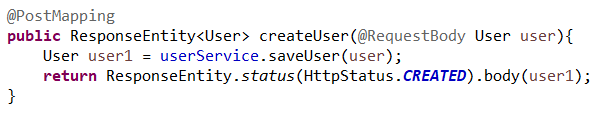 @PostMapping
public ResponseEntity<User> createUser(@RequestBody User user){
User user1 = userService.saveUser(user);
return ResponseEntity.status(HttpStatus.CREATED).body(user1);
}